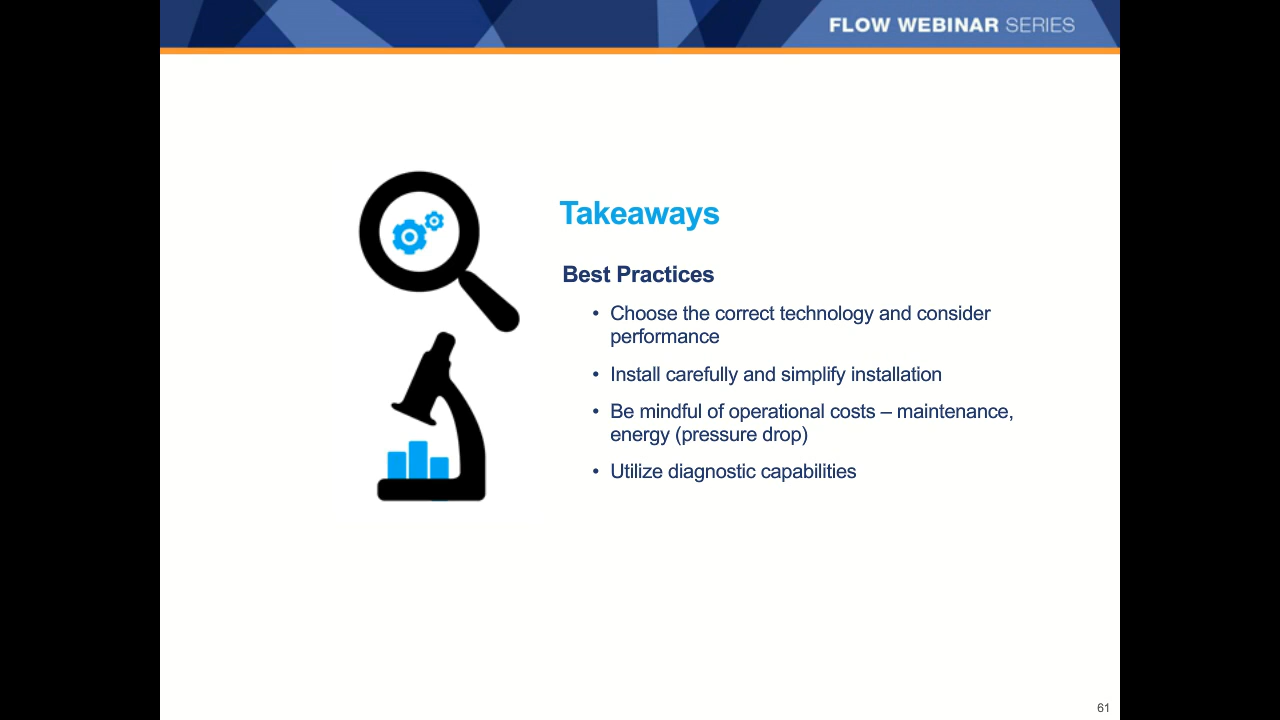 FLOW WEBINAR SERIES
Takeaways
Best Practices
• Choose the correct technology and consider
performance
• Install carefully and simplify installation
• Be mindful of operational costs – maintenance,
energy (pressure drop)
• Utilize diagnostic capabilities
61